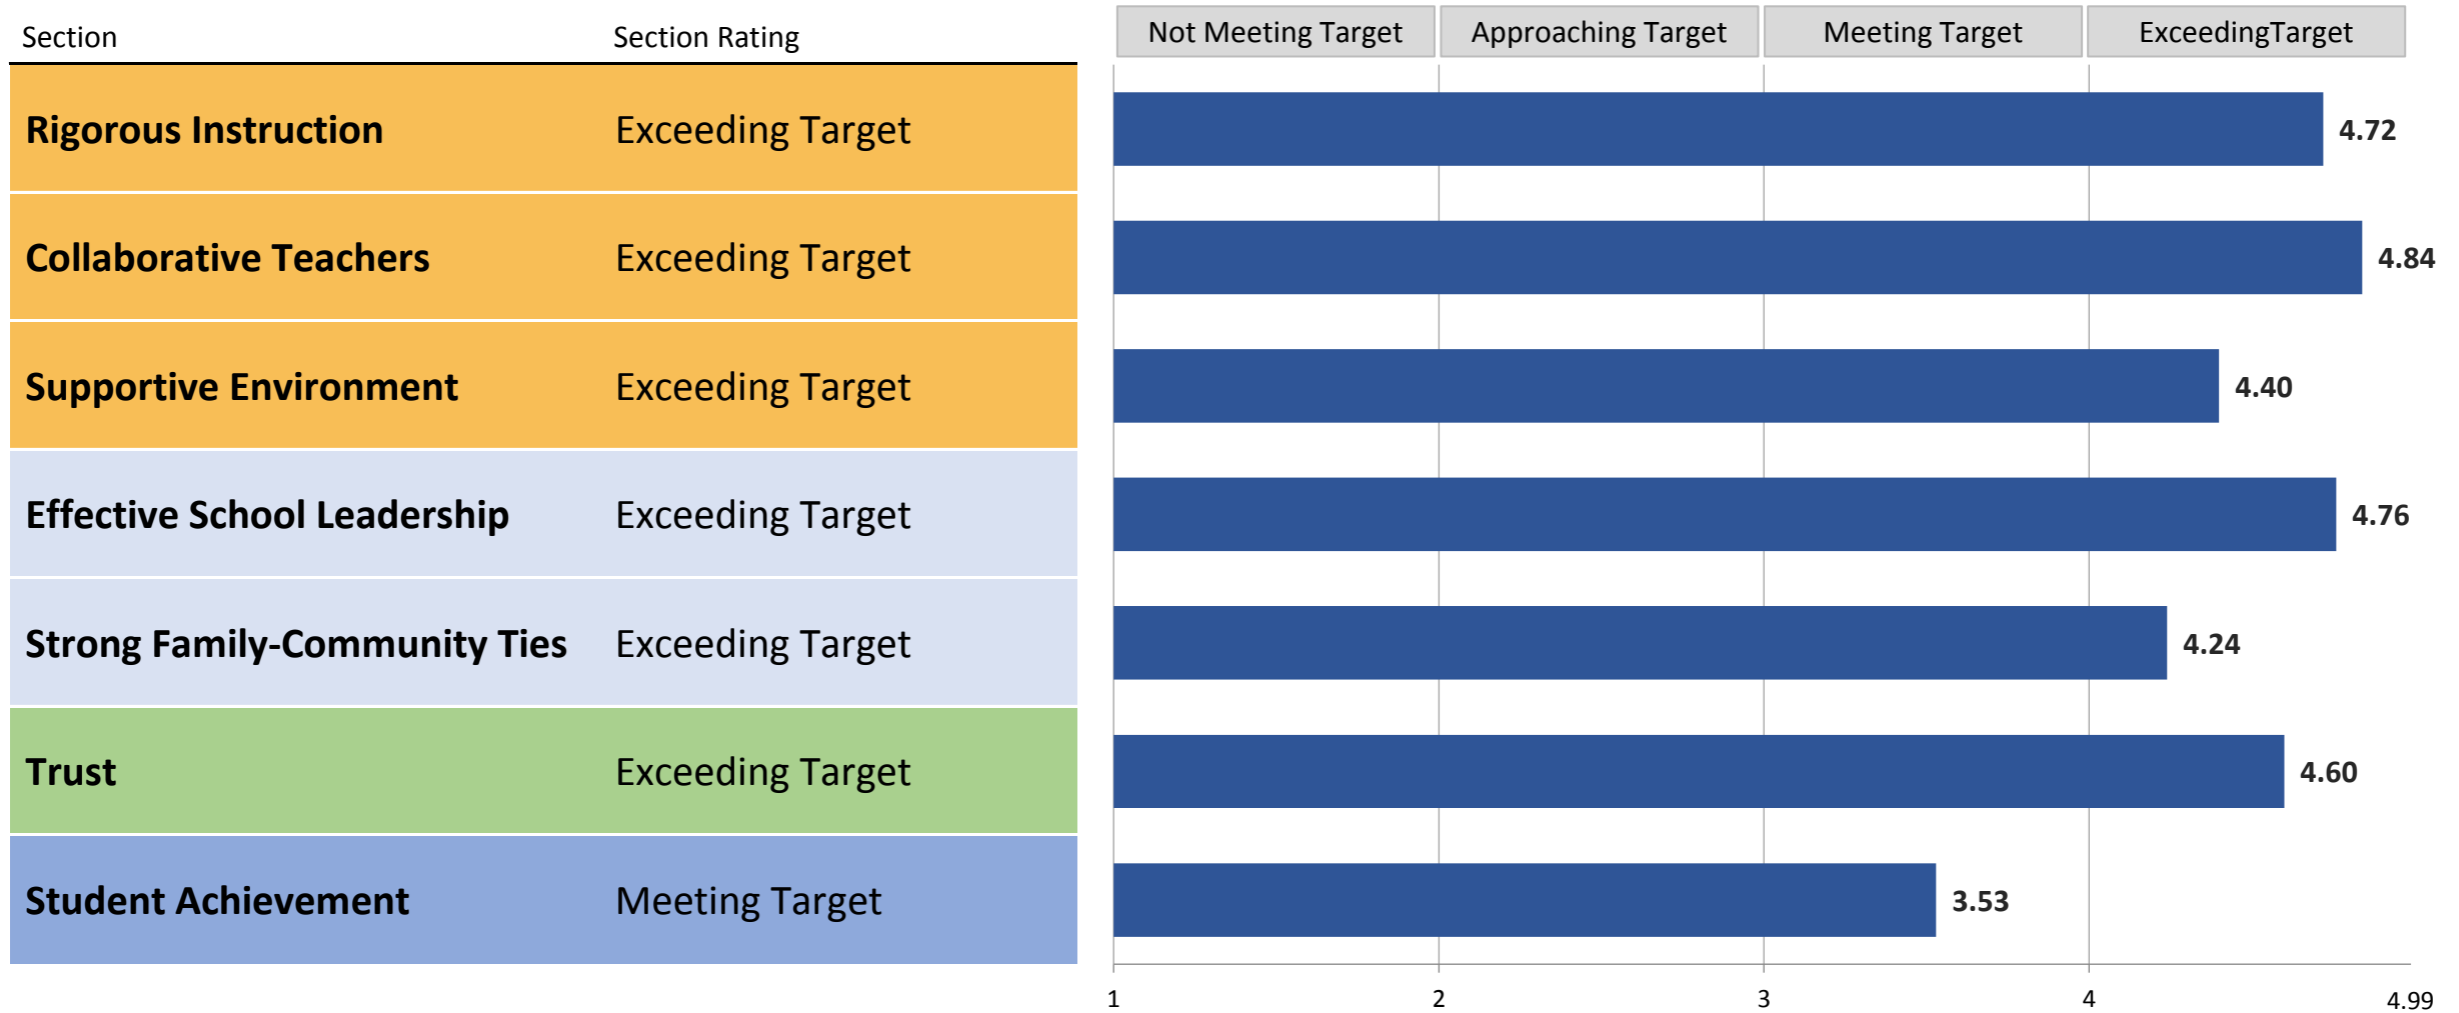 Section Section Rating Not Meeting Target Approaching Target Meeting Target ExceedingTarget
Rigorous Instruction Exceeding Target 4.72
Collaborative Teachers Exceeding Target 4.84
Supportive Environment Exceeding Target 4.40
Effective School Leadership Exceeding Target 4.76
Strong Family-Community Ties Exceeding Target 4.24
Trust Exceeding Target 4.60
Student Achievement Meeting Target 3.53
1 2 3 4 4.99